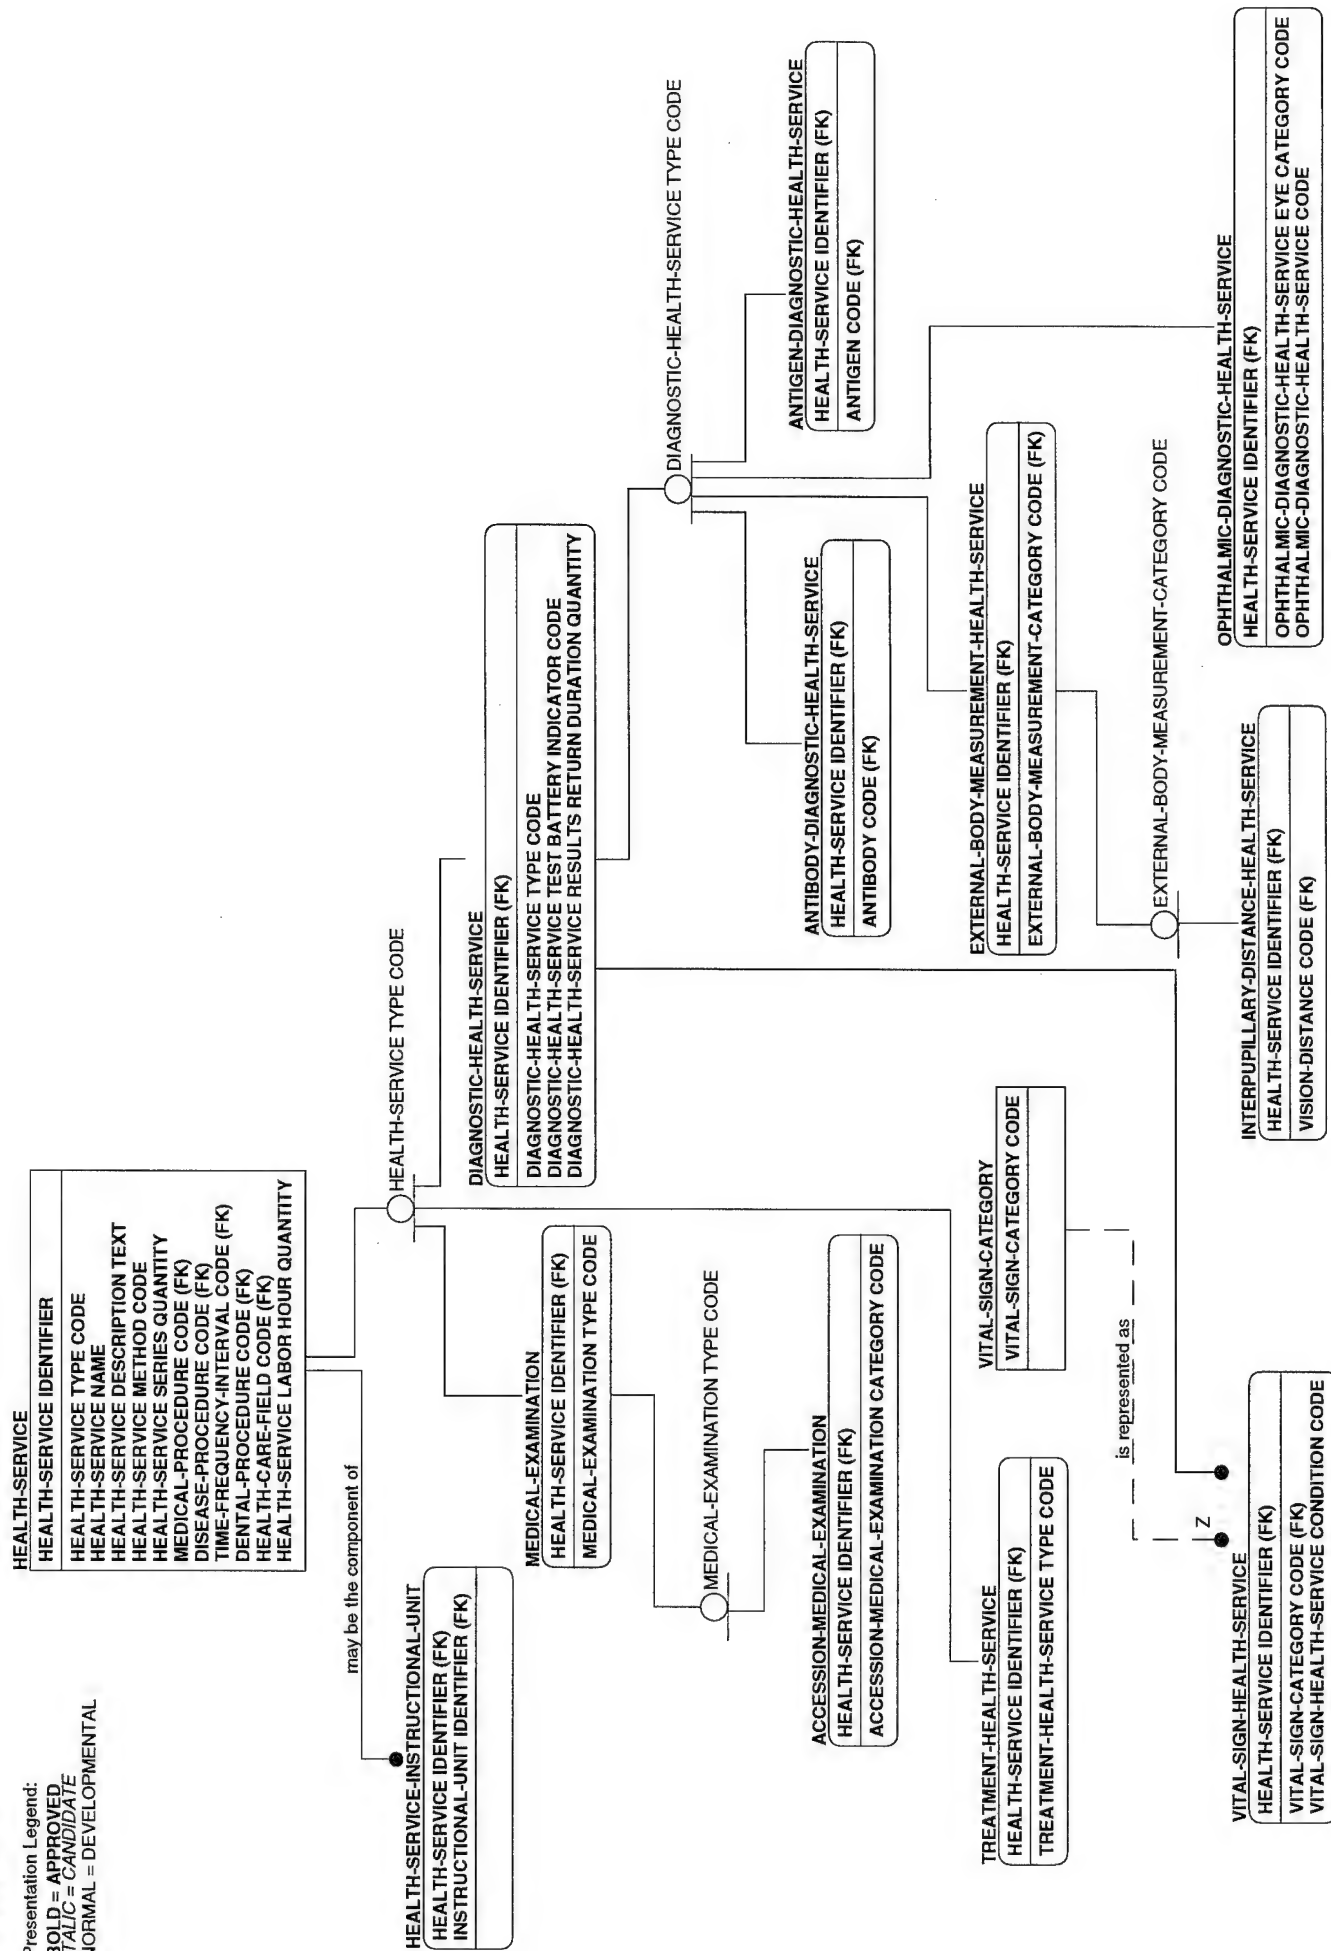 Presentation Legend:
BOLD = APPROVED
ITALIC = CANDIDATE
NORMAL = DEVELOPMENTAL
HEALTH-SERVICE
HEALTH-SERVICE IDENTIFIER
HEALTH-SERVICE TYPE CODE
HEALTH-SERVICE NAME
HEALTH-SERVICE DESCRIPTION TEXT
HEALTH-SERVICE METHOD CODE
HEALTH-SERVICE SERIES QUANTITY
MEDICAL-PROCEDURE CODE (FK)
DISEASE-PROCEDURE CODE (FK)
TIME-FREQUENCY-INTERVAL CODE (FK)
DENTAL-PROCEDURE CODE (FK)
HEALTH-CARE-FIELD CODE (FK)
HEALTH-SERVICE LABOR HOUR QUANTITY
may be the component of
HEALTH-SERVICE TYPE CODE
HEALTH-SERVICE-INSTRUCTIONAL-UNIT
HEALTH-SERVICE IDENTIFIER (FK)
INSTRUCTIONAL-UNIT IDENTIFIER (FK)
DIAGNOSTIC-HEALTH-SERVICE
HEALTH-SERVICE IDENTIFIER (FK)
DIAGNOSTIC-HEALTH-SERVICE TYPE CODE
DIAGNOSTIC-HEALTH-SERVICE TEST BATTERY INDICATOR CODE
DIAGNOSTIC-HEALTH-SERVICE RESULTS RETURN DURATION QUANTITY
MEDICAL-EXAMINATION
HEALTH-SERVICE IDENTIFIER (FK)
MEDICAL-EXAMINATION TYPE CODE
DIAGNOSTIC-HEALTH-SERVICE TYPE CODE
MEDICAL-EXAMINATION TYPE CODE
ANTIGEN-DIAGNOSTIC-HEALTH-SERVICE
HEALTH-SERVICE IDENTIFIER (FK)
ANTIGEN CODE (FK)
ANTIBODY-DIAGNOSTIC-HEALTH-SERVICE
HEALTH-SERVICE IDENTIFIER (FK)
ANTIBODY CODE (FK)
ACCESSION-MEDICAL-EXAMINATION
HEALTH-SERVICE IDENTIFIER (FK)
ACCESSION-MEDICAL-EXAMINATION CATEGORY CODE
EXTERNAL-BODY-MEASUREMENT-HEALTH-SERVICE
HEALTH-SERVICE IDENTIFIER (FK)
EXTERNAL-BODY-MEASUREMENT-CATEGORY CODE (FK)
TREATMENT-HEALTH-SERVICE
HEALTH-SERVICE IDENTIFIER (FK)
TREATMENT-HEALTH-SERVICE TYPE CODE
VITAL-SIGN-CATEGORY
VITAL-SIGN-CATEGORY CODE
is represented as
EXTERNAL-BODY-MEASUREMENT-CATEGORY CODE
Z
VITAL-SIGN-HEALTH-SERVICE
HEALTH-SERVICE IDENTIFIER (FK)
VITAL-SIGN-CATEGORY CODE (FK)
VITAL-SIGN-HEALTH-SERVICE CONDITION CODE
INTERPUPILLARY-DISTANCE-HEALTH-SERVICE
HEALTH-SERVICE IDENTIFIER (FK)
VISION-DISTANCE CODE (FK)
OPHTHALMIC-DIAGNOSTIC-HEALTH-SERVICE
HEALTH-SERVICE IDENTIFIER (FK)
OPHTHALMIC-DIAGNOSTIC-HEALTH-SERVICE EYE CATEGORY CODE
OPHTHALMIC-DIAGNOSTIC-HEALTH-SERVICE CODE